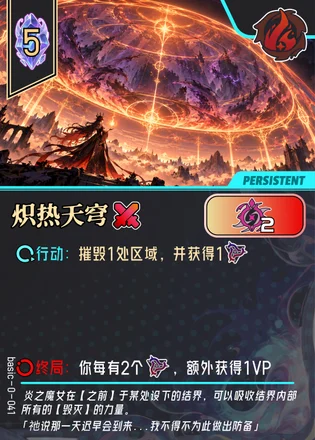 5
PERSISTENT
炽热天穹
2
行动：摧毁1处区域，并获得1
终局：你每有2个，额外获得1VP
basic-0-041
炎之魔女在【之前】于某处设下的结界，可以吸收结界内部
所有的【毁灭】的力量。
「祂说那一天迟早会到来...我不得不为此做出防备」